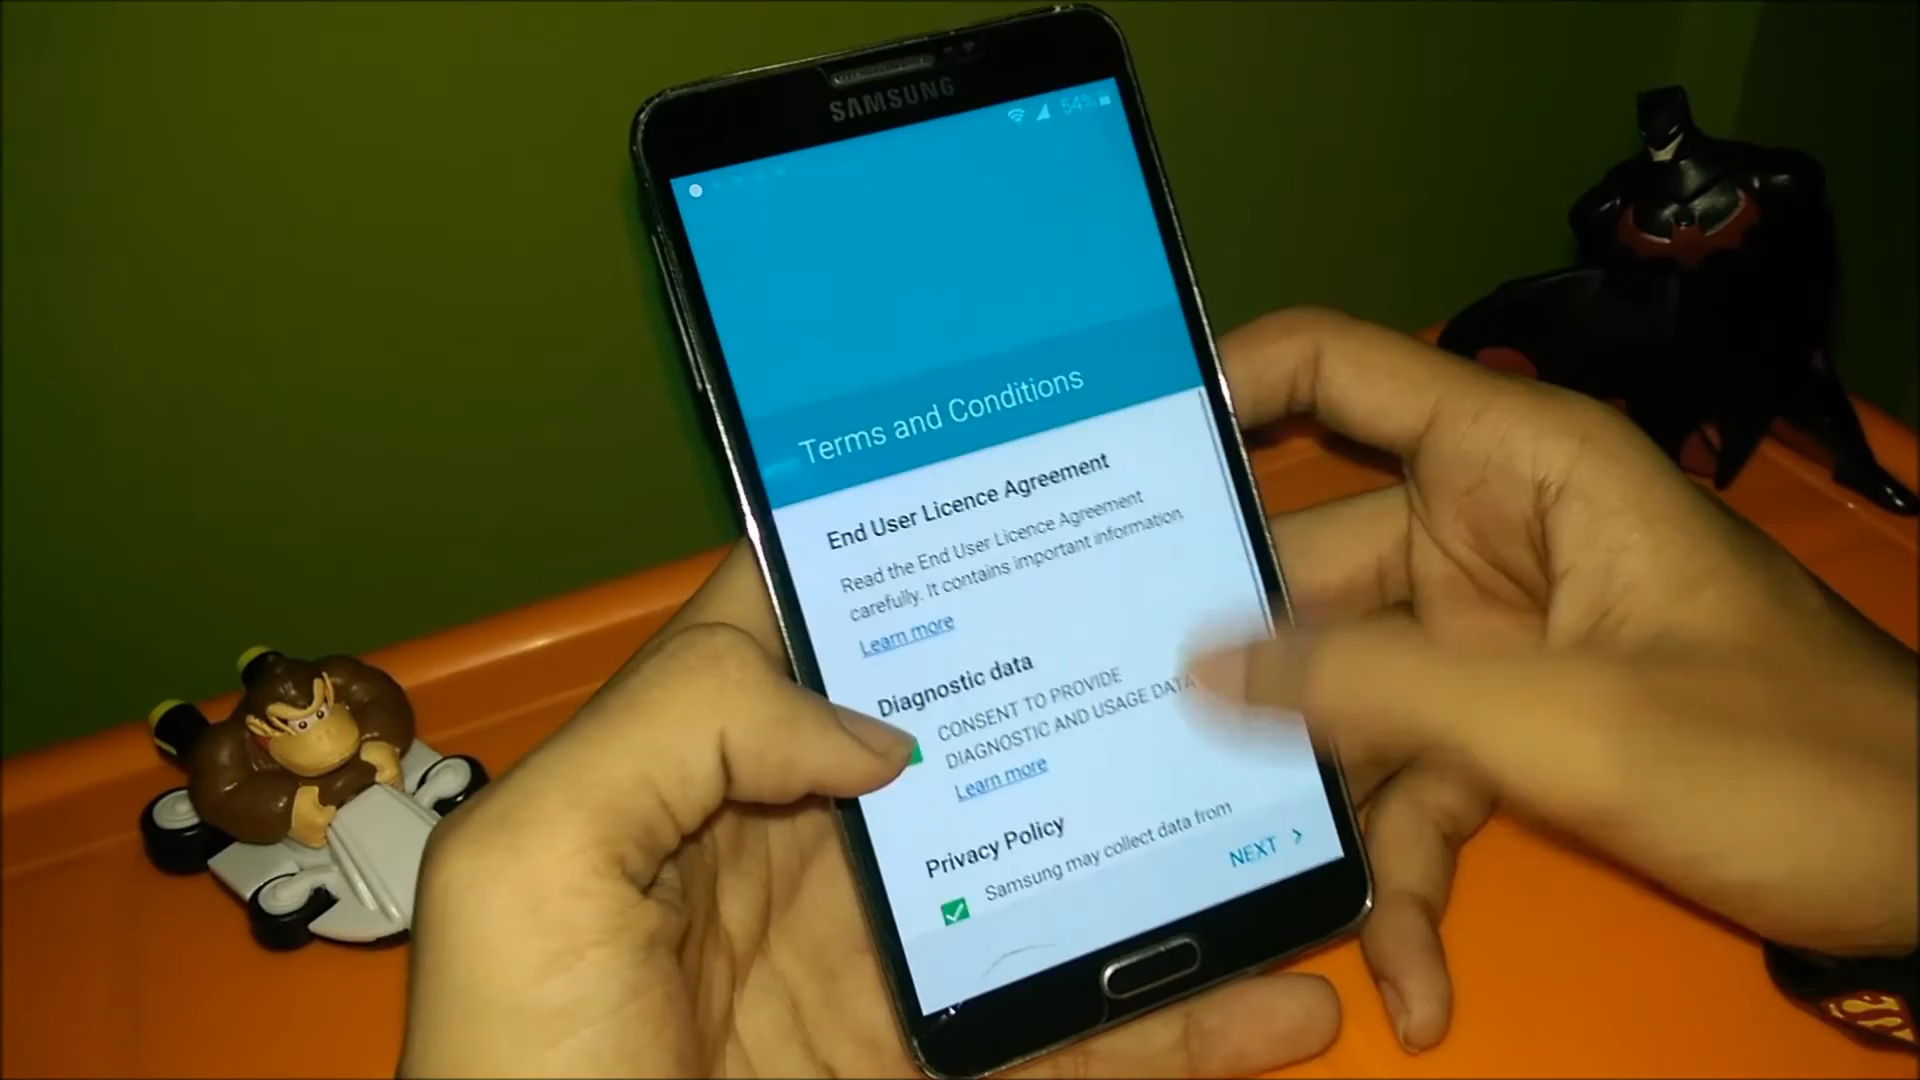 SAMSUNG
54%
Terms and Conditions
End User Licence Agreement
Read the End User Licence Agreement
carefully. It contains important information
Learn more
Diagnostic data
CONSENT TO PROVIDE
DIAGNOSTIC AND USAGE DATA
Learn more
Privacy Policy
Samsung may collect data from
NEXT >